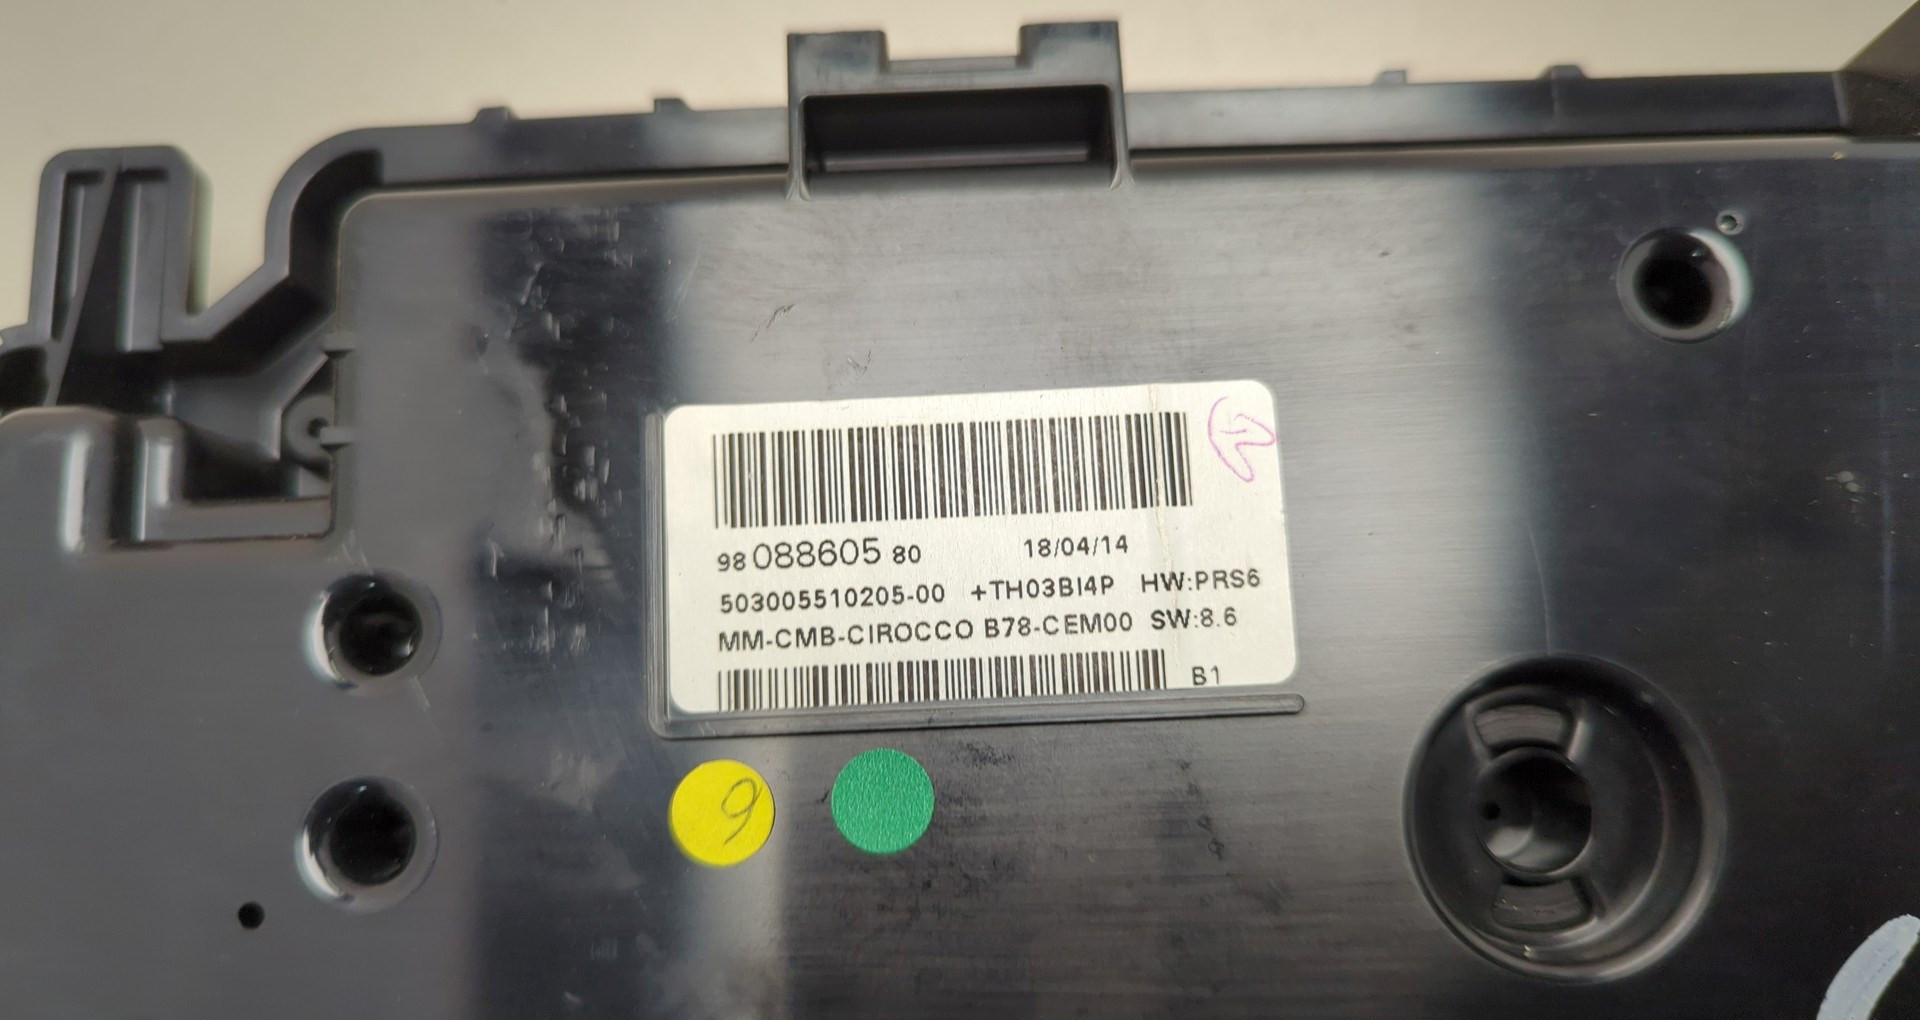 98 088605 80 18/04/14
503005510205-00 +TH03BI4P HW:PRS6
MM-CMB-CIROCCO B78-CEM00 SW:8.6
B1
9